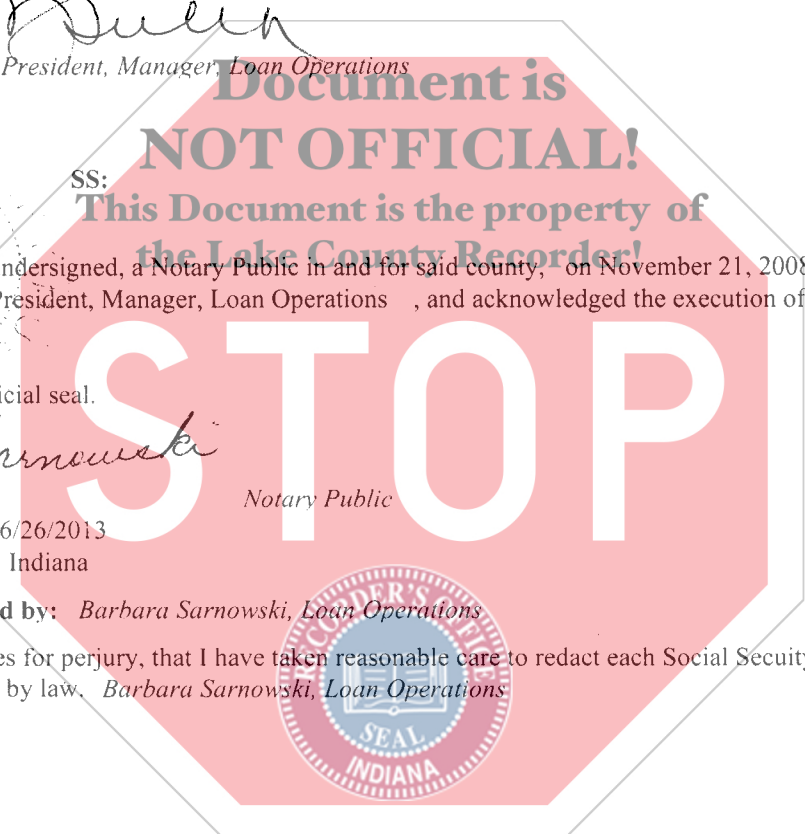 President, Manager, Loan Operations
Document is
NOT OFFICIAL!
SS:
This Document is the property of
the Lake County Recorder!
ndersigned, a Notary Public in and for said county, on November 21, 2008
President, Manager, Loan Operations , and acknowledged the execution of
STOP
icial seal.
rnowski
Notary Public
6/26/2013
Indiana
d by: Barbara Sarnowski, Loan Operations
RECORDER'S OFFICE
es for perjury, that I have taken reasonable care to redact each Social Secuity
by law. Barbara Sarnowski, Loan Operations
SEAL
INDIANA